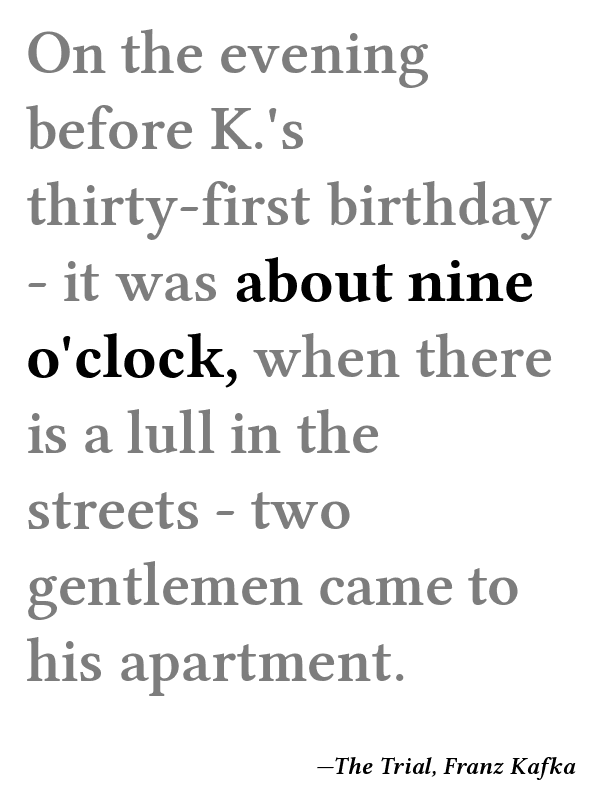 On the evening
before K.'s
thirty-first birthday
- it was about nine
o'clock, when there
is a lull in the
streets - two
gentlemen came to
his apartment.
—The Trial, Franz Kafka